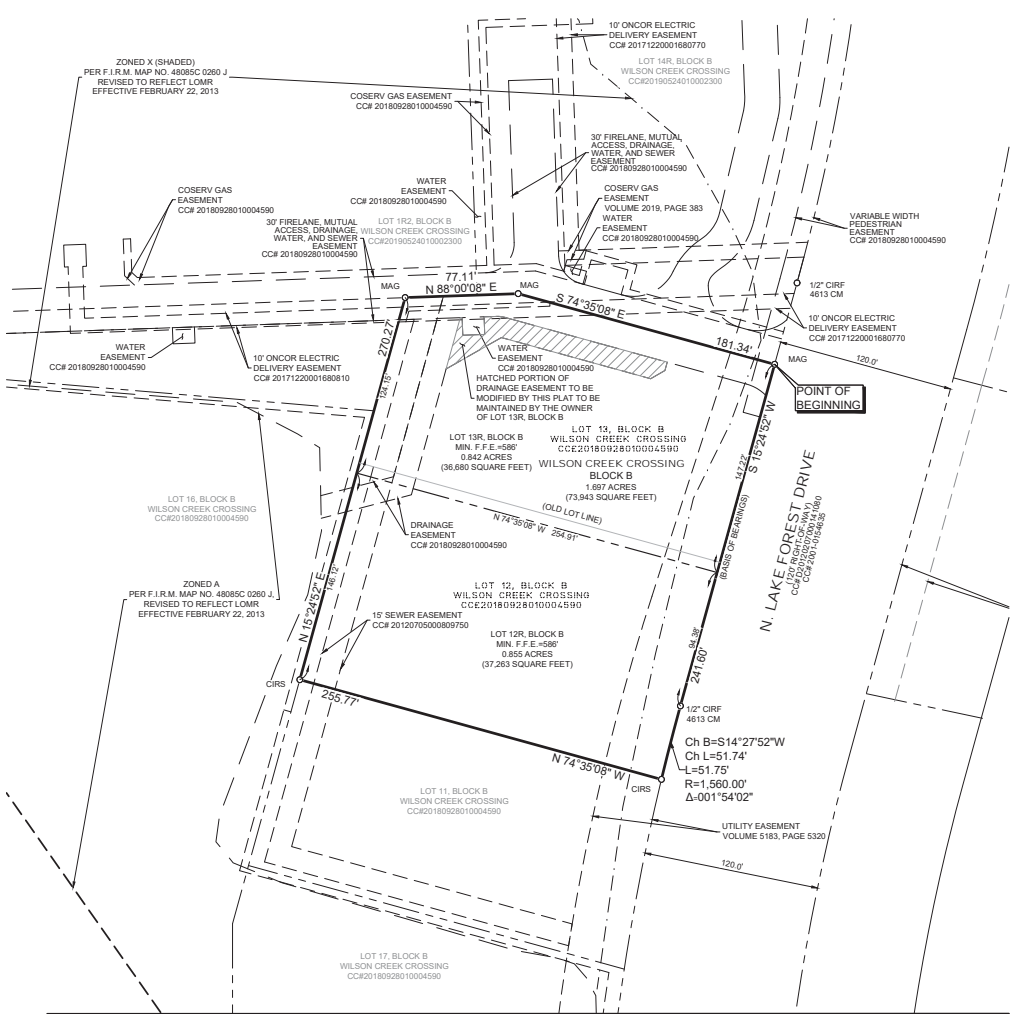 10' ONCOR ELECTRIC
DELIVERY EASEMENT
CC# 20171220001680770
LOT 14R, BLOCK B
WILSON CREEK CROSSING
CC#20190524010002300
ZONED X (SHADED)
PER F.I.R.M. MAP NO. 48085C 0260 J
REVISED TO REFLECT LOMR
EFFECTIVE FEBRUARY 22, 2013
COSERV GAS EASEMENT
CC# 20180928010004590
30' FIRELANE, MUTUAL
ACCESS, DRAINAGE,
WATER, AND SEWER
EASEMENT
CC# 20180928010004590
WATER
EASEMENT
CC# 20180928010004590
COSERV GAS
EASEMENT
CC# 20180928010004590
COSERV GAS
EASEMENT
VOLUME 2019, PAGE 383
WATER
EASEMENT
CC# 20180928010004590
30' FIRELANE, MUTUAL
ACCESS, DRAINAGE,
WATER, AND SEWER
EASEMENT
CC# 20180928010004590
LOT 1R2, BLOCK B
WILSON CREEK CROSSING
CC#20190524010002300
VARIABLE WIDTH
PEDESTRIAN
EASEMENT
CC# 20180928010004590
77.11'
N 88°00'08" E
MAG
MAG
S 74°35'08" E
181.34'
1/2" CIRF
4613 CM
10' ONCOR ELECTRIC
DELIVERY EASEMENT
CC# 20171220001680770
270.27'
124.15'
WATER
EASEMENT
CC# 20180928010004590
10' ONCOR ELECTRIC
DELIVERY EASEMENT
CC# 20171220001680810
WATER
EASEMENT
CC# 20180928010004590
HATCHED PORTION OF
DRAINAGE EASEMENT TO BE
MODIFIED BY THIS PLAT TO BE
MAINTAINED BY THE OWNER
OF LOT 13R, BLOCK B
MAG
120.0'
POINT OF
BEGINNING
S 15°24'52" W
147.22'
LOT 13, BLOCK B
WILSON CREEK CROSSING
CC#20180928010004590
LOT 13R, BLOCK B
MIN. F.F.E.=586'
0.842 ACRES
(36,680 SQUARE FEET)
WILSON CREEK CROSSING
BLOCK B
1.697 ACRES
(73,943 SQUARE FEET)
(OLD LOT LINE)
N 74°35'08" W 254.91'
(BASIS OF BEARINGS)
N. LAKE FOREST DRIVE
(120' RIGHT-OF-WAY)
CC# 2001-0154635
LOT 16, BLOCK B
WILSON CREEK CROSSING
CC#20180928010004590
DRAINAGE
EASEMENT
CC# 20180928010004590
ZONED A
PER F.I.R.M. MAP NO. 48085C 0260 J,
REVISED TO REFLECT LOMR
EFFECTIVE FEBRUARY 22, 2013
N 15°24'52" E
146.12'
15' SEWER EASEMENT
CC# 20120705000809750
LOT 12, BLOCK B
WILSON CREEK CROSSING
CC#20180928010004590
LOT 12R, BLOCK B
MIN. F.F.E.=586'
0.855 ACRES
(37,263 SQUARE FEET)
94.38'
241.60'
CIRS
255.77'
N 74°35'08" W
CIRS
1/2" CIRF
4613 CM
Ch B=S14°27'52"W
Ch L=51.74'
L=51.75'
R=1,560.00'
Δ=001°54'02"
LOT 11, BLOCK B
WILSON CREEK CROSSING
CC#20180928010004590
UTILITY EASEMENT
VOLUME 5183, PAGE 5320
120.0'
LOT 17, BLOCK B
WILSON CREEK CROSSING
CC#20180928010004590